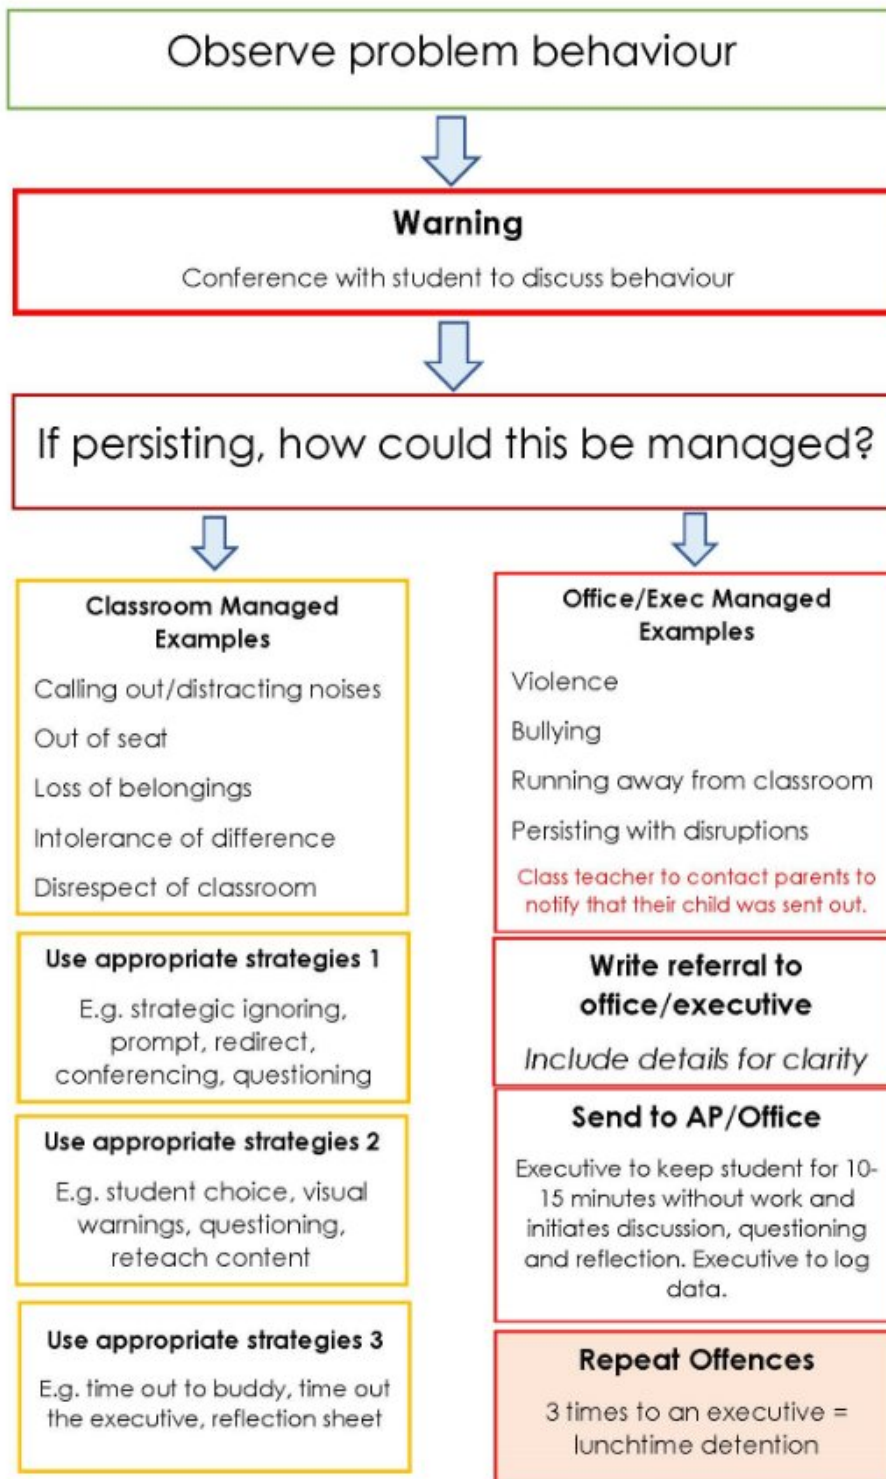 Observe problem behaviour
Warning
Conference with student to discuss behaviour
If persisting, how could this be managed?
Classroom Managed
Examples
Calling out/distracting noises
Out of seat
Loss of belongings
Intolerance of difference
Disrespect of classroom
Use appropriate strategies 1
E.g. strategic ignoring,
prompt, redirect,
conferencing, questioning
Use appropriate strategies 2
E.g. student choice, visual
warnings, questioning,
reteach content
Use appropriate strategies 3
E.g. time out to buddy, time out
the executive, reflection sheet
Office/Exec Managed
Examples
Violence
Bullying
Running away from classroom
Persisting with disruptions
Class teacher to contact parents to
notify that their child was sent out.
Write referral to
office/executive
Include details for clarity
Send to AP/Office
Executive to keep student for 10-
15 minutes without work and
initiates discussion, questioning
and reflection. Executive to log
data.
Repeat Offences
3 times to an executive =
lunchtime detention